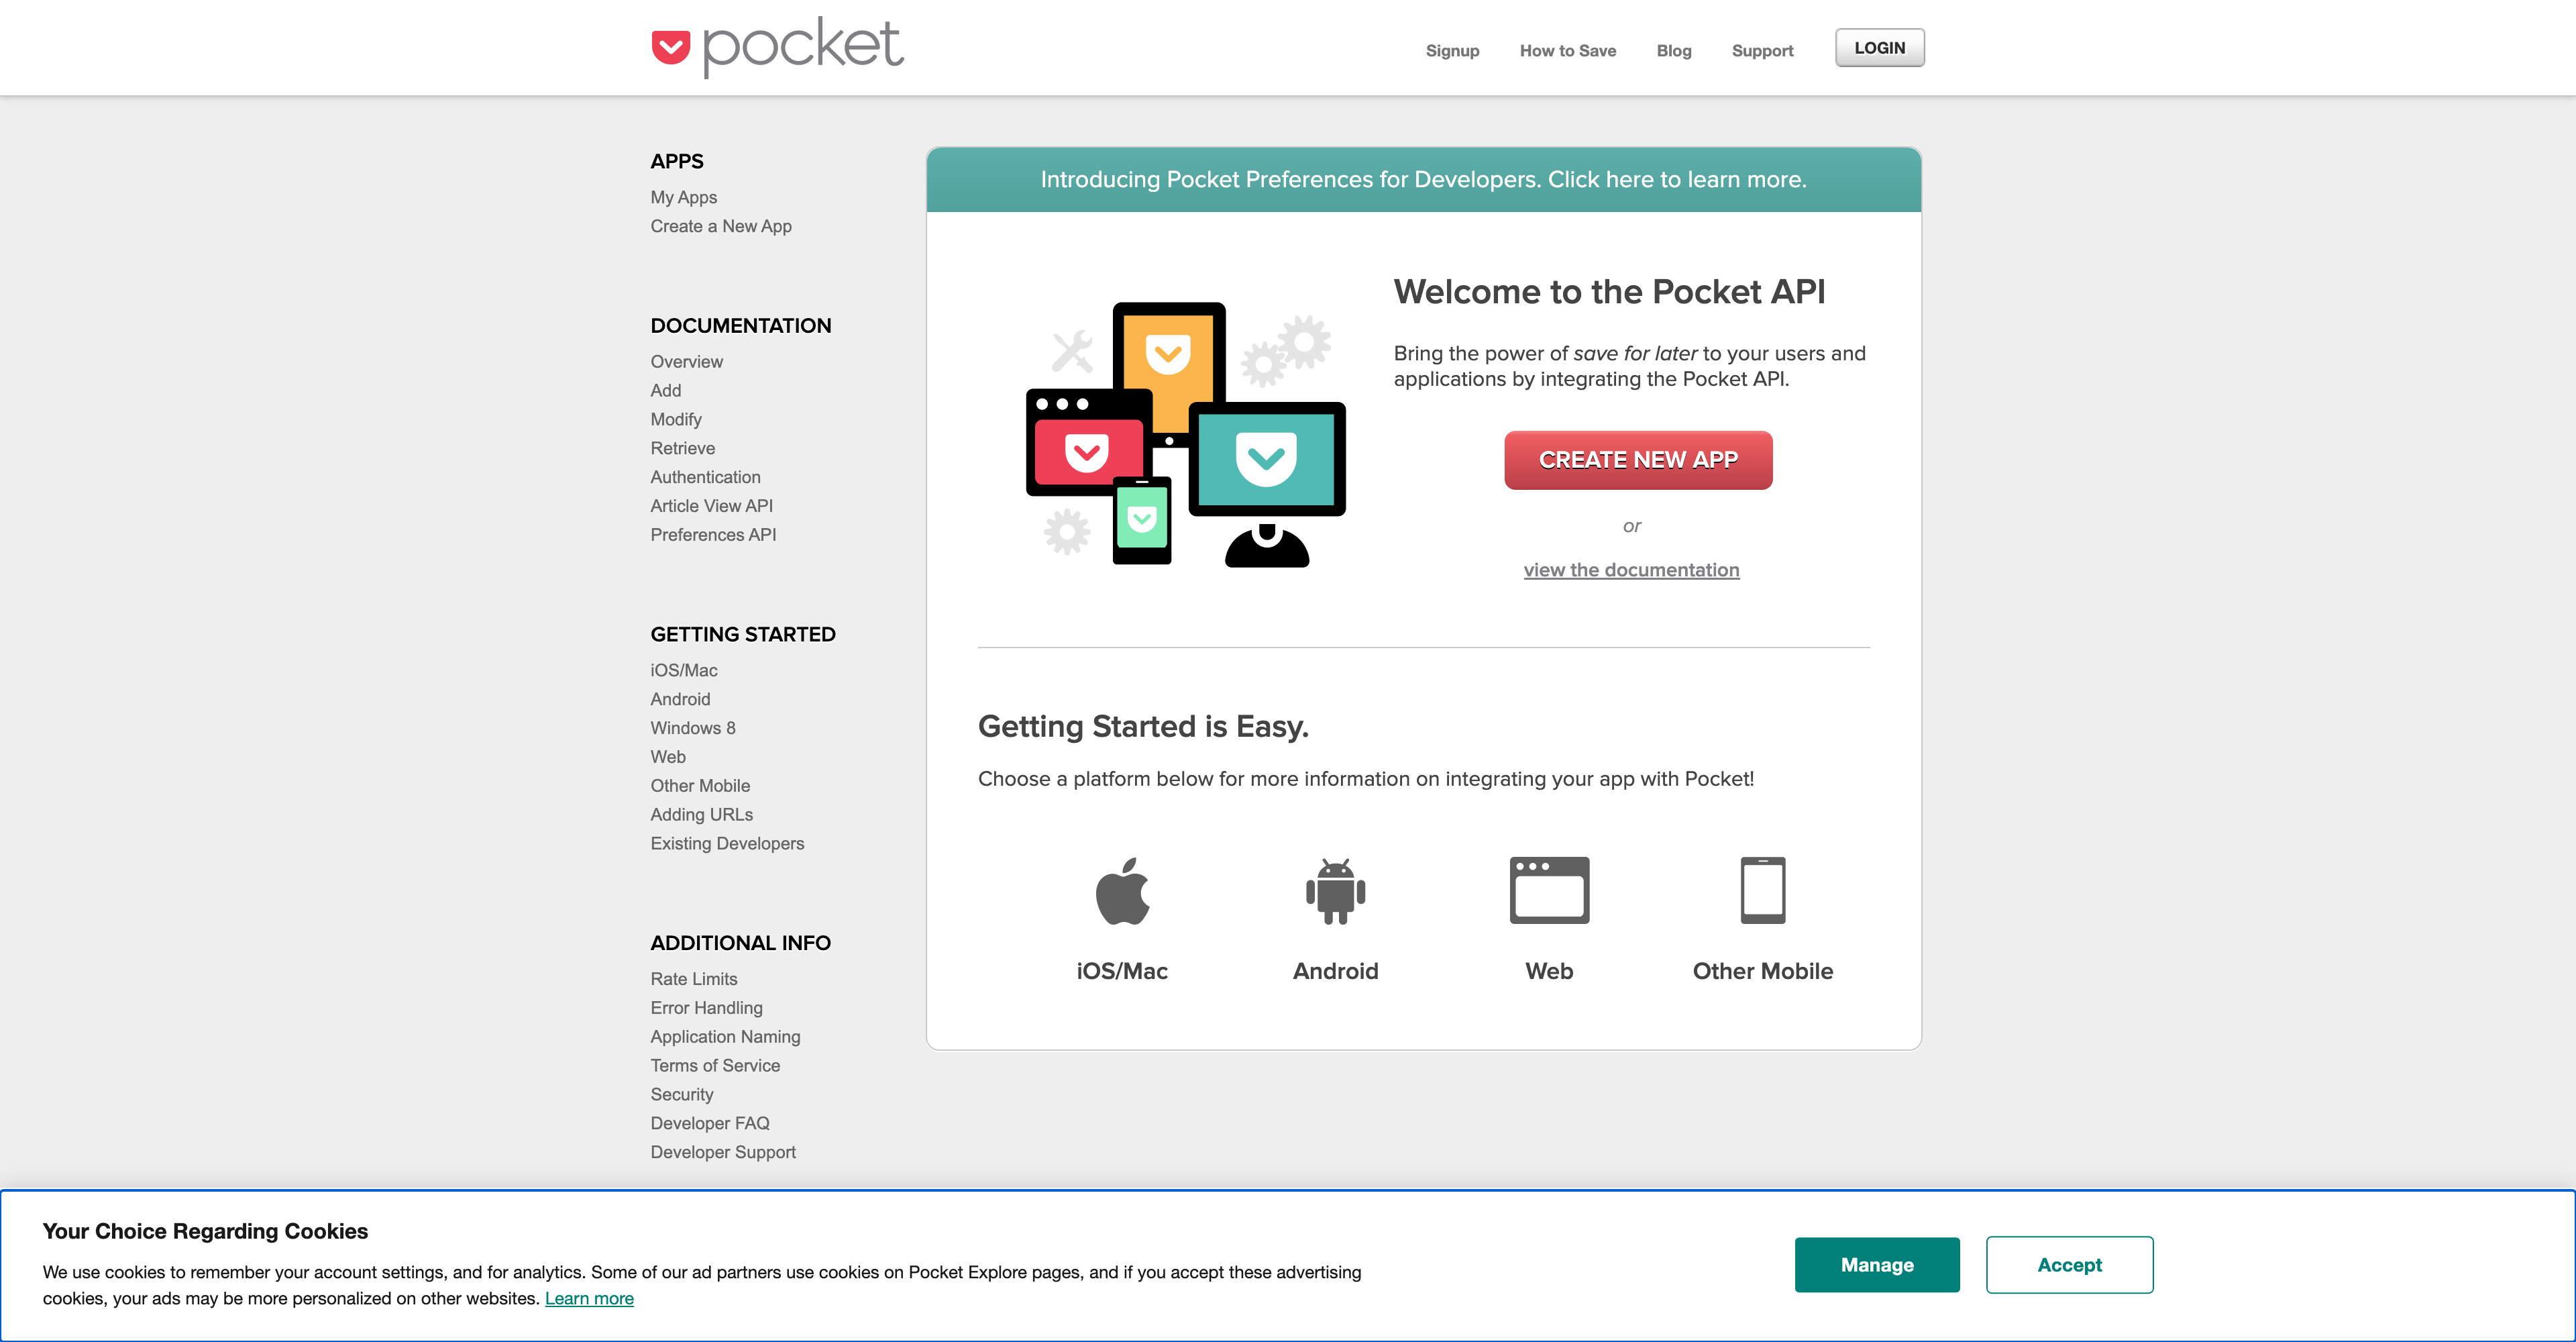 pocket
Signup
How to Save
Blog
Support
LOGIN
APPS
My Apps
Create a New App
DOCUMENTATION
Overview
Add
Modify
Retrieve
Authentication
Article View API
Preferences API
GETTING STARTED
iOS/Mac
Android
Windows 8
Web
Other Mobile
Adding URLs
Existing Developers
ADDITIONAL INFO
Rate Limits
Error Handling
Application Naming
Terms of Service
Security
Developer FAQ
Developer Support
Introducing Pocket Preferences for Developers. Click here to learn more.
Welcome to the Pocket API
Bring the power of save for later to your users and
applications by integrating the Pocket API.
CREATE NEW APP
or
view the documentation
Getting Started is Easy.
Choose a platform below for more information on integrating your app with Pocket!
iOS/Mac
Android
Web
Other Mobile
Your Choice Regarding Cookies
We use cookies to remember your account settings, and for analytics. Some of our ad partners use cookies on Pocket Explore pages, and if you accept these advertising
cookies, your ads may be more personalized on other websites. Learn more
Manage
Accept